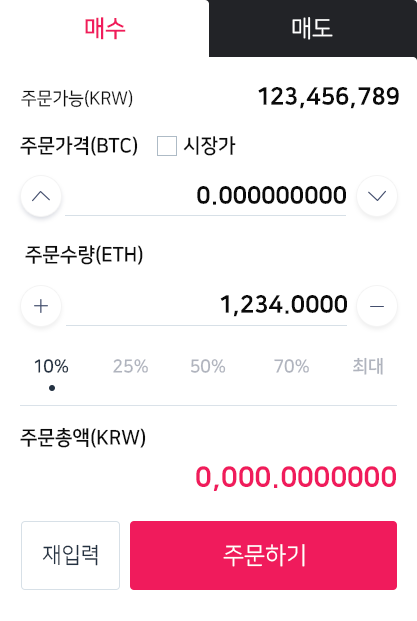 매수 매도
주문가능(KRW) 123,456,789
주문가격(BTC) 시장가
0.000000000
주문수량(ETH)
+ 1,234.0000 −
10% 25% 50% 70% 최대
주문총액(KRW)
0,000.0000000
재입력 주문하기